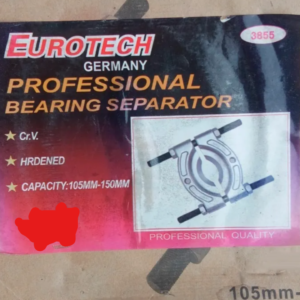 EUROTECH
3655
GERMANY
PROFESSIONAL
BEARING SEPARATOR
Cr.V.
HRDENED
CAPACITY:105MM-150MM
PROFESSIONAL QUALITY
105mm-